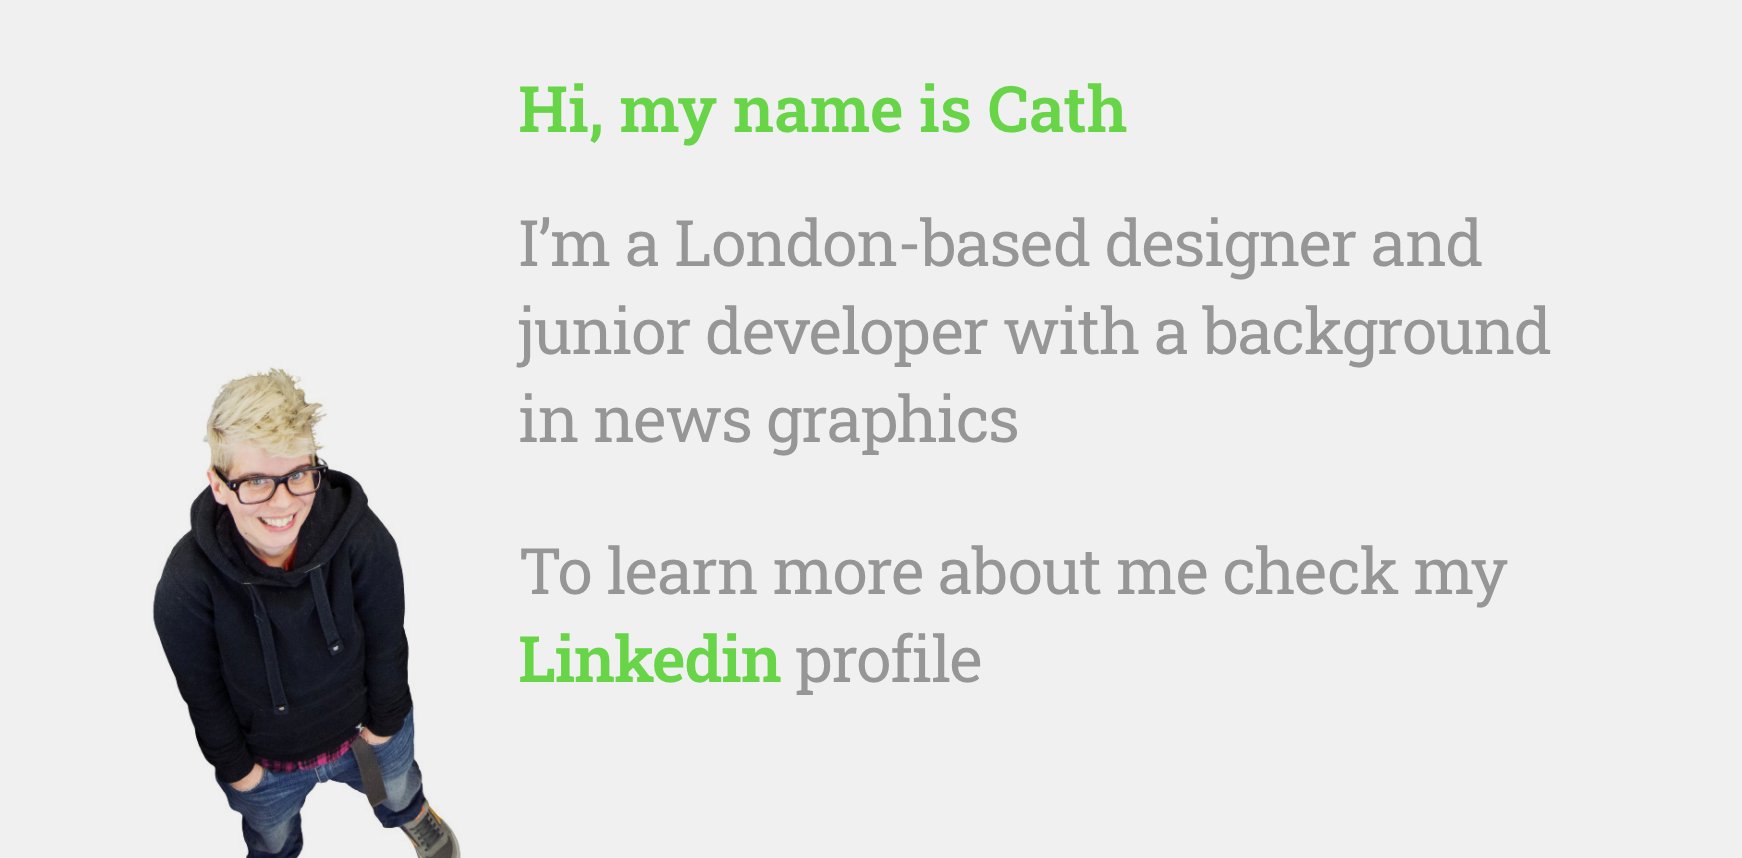 Hi, my name is Cath
I’m a London-based designer and
junior developer with a background
in news graphics
To learn more about me check my
Linkedin profile